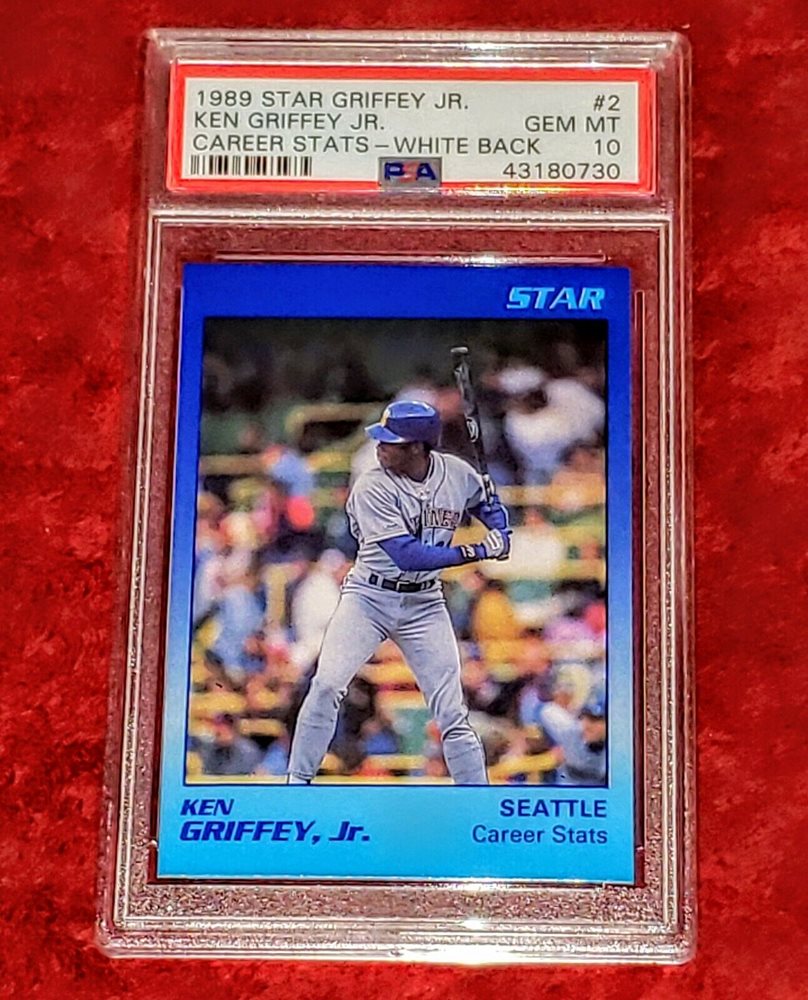 1989 STAR GRIFFEY JR. #2
KEN GRIFFEY JR. GEM MT
CAREER STATS - WHITE BACK 10
PSA 43180730
STAR
KEN SEATTLE
GRIFFEY, Jr. Career Stats